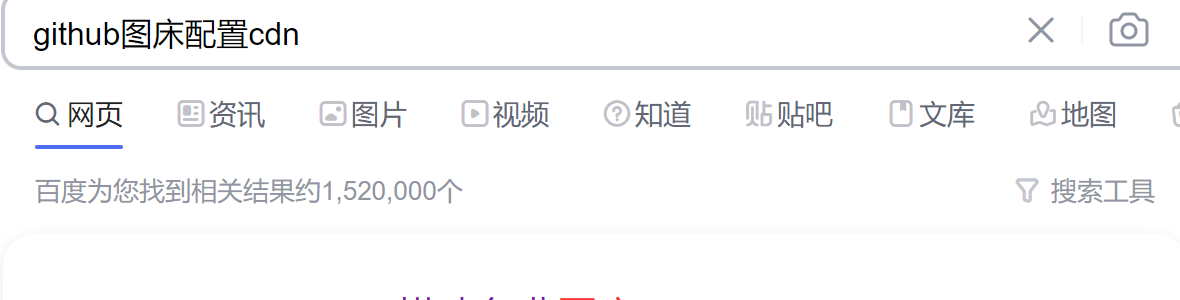 github图床配置cdn
网页 资讯 图片 视频 知道 贴吧 文库 地图
百度为您找到相关结果约1,520,000个 搜索工具